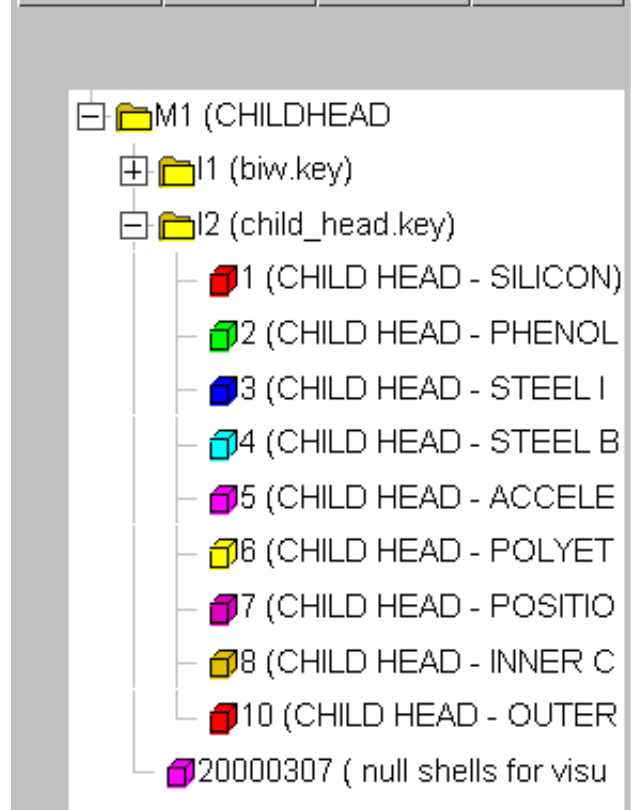 M1 (CHILDHEAD
I1 (biw.key)
I2 (child_head.key)
1 (CHILD HEAD - SILICON)
2 (CHILD HEAD - PHENOL
3 (CHILD HEAD - STEEL I
4 (CHILD HEAD - STEEL B
5 (CHILD HEAD - ACCELE
6 (CHILD HEAD - POLYET
7 (CHILD HEAD - POSITIO
8 (CHILD HEAD - INNER C
10 (CHILD HEAD - OUTER
20000307 ( null shells for visu